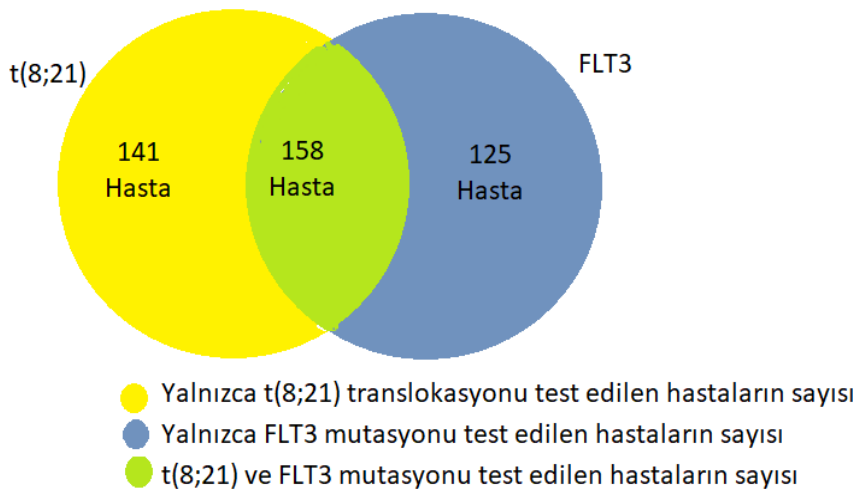 t(8;21)
FLT3
141
Hasta
158
Hasta
125
Hasta
Yalnızca t(8;21) translokasyonu test edilen hastaların sayısı
Yalnızca FLT3 mutasyonu test edilen hastaların sayısı
t(8;21) ve FLT3 mutasyonu test edilen hastaların sayısı